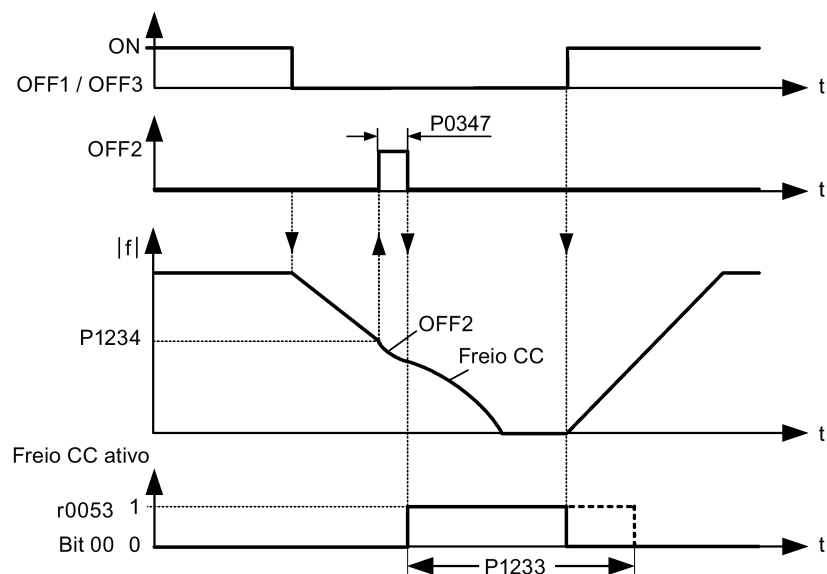 ON
OFF1 / OFF3
t
P0347
OFF2
t
|f|
P1234
OFF2
Freio CC
t
Freio CC ativo
r0053 1
Bit 00 0
t
P1233